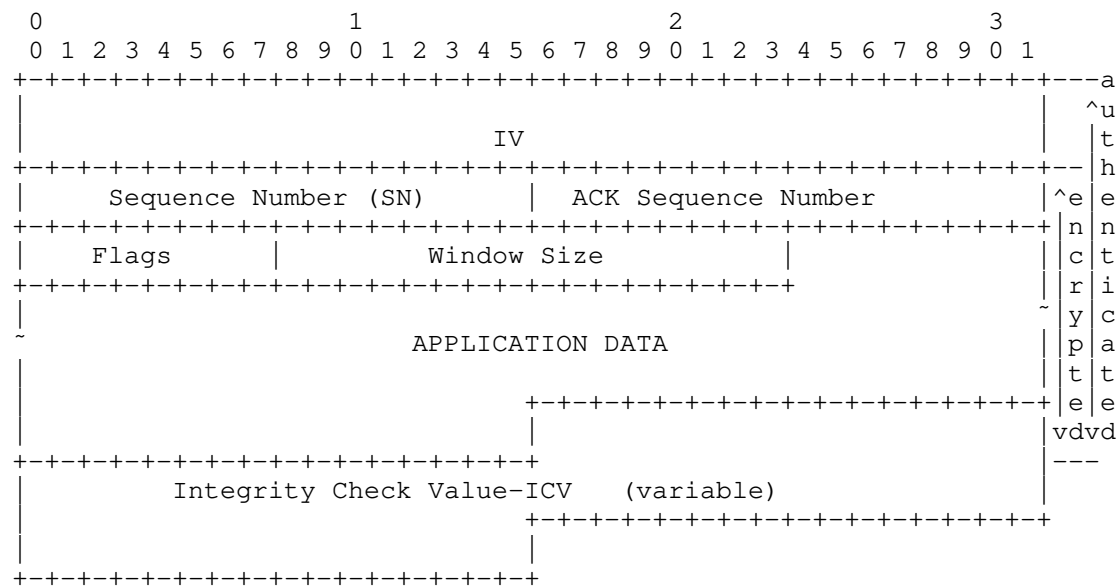 0                   1                   2                   3
 0 1 2 3 4 5 6 7 8 9 0 1 2 3 4 5 6 7 8 9 0 1 2 3 4 5 6 7 8 9 0 1
+-+-+-+-+-+-+-+-+-+-+-+-+-+-+-+-+-+-+-+-+-+-+-+-+-+-+-+-+-+-+-+-+---a
|                                                               |  ^u
|                             IV                                |  |t
+-+-+-+-+-+-+-+-+-+-+-+-+-+-+-+-+-+-+-+-+-+-+-+-+-+-+-+-+-+-+-+-+--|h
|     Sequence Number (SN)      |  ACK Sequence Number          |^e|e
+-+-+-+-+-+-+-+-+-+-+-+-+-+-+-+-+-+-+-+-+-+-+-+-+-+-+-+-+-+-+-+-+|n|n
|    Flags      |         Window Size           |               ||c|t
+-+-+-+-+-+-+-+-+-+-+-+-+-+-+-+-+-+-+-+-+-+-+-+-+               ||r|i
|                                                               ~|y|c
~                        APPLICATION DATA                       ||p|a
|                                                               ||t|t
|                               +-+-+-+-+-+-+-+-+-+-+-+-+-+-+-+-+|e|e
|                               |                               |vdvd
+-+-+-+-+-+-+-+-+-+-+-+-+-+-+-+-+                               |---
|         Integrity Check Value-ICV   (variable)                |
|                               +-+-+-+-+-+-+-+-+-+-+-+-+-+-+-+-+
|                               |
+-+-+-+-+-+-+-+-+-+-+-+-+-+-+-+-+